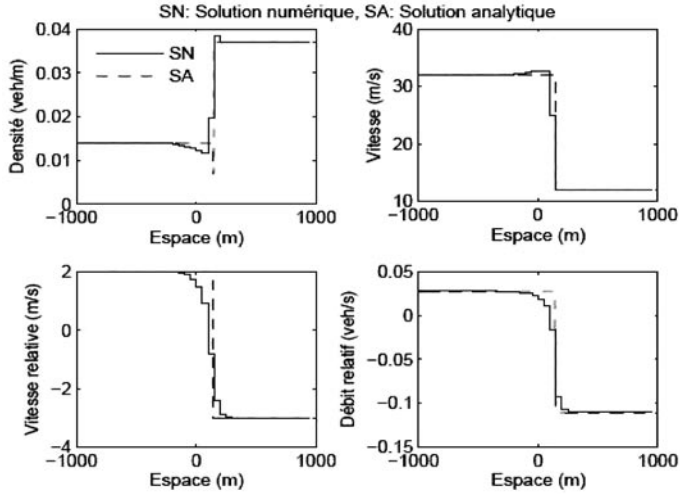 SN: Solution numérique, SA: Solution analytique
0.04
0.03
0.02
0.01
0
Densité (veh/m)
SN
SA
−1000
0
1000
Espace (m)
40
30
20
10
Vitesse (m/s)
−1000
0
1000
Espace (m)
2
0
−2
−4
Vitesse relative (m/s)
−1000
0
1000
Espace (m)
0.05
0
−0.05
−0.1
−0.15
Débit relatif (veh/s)
−1000
0
1000
Espace (m)